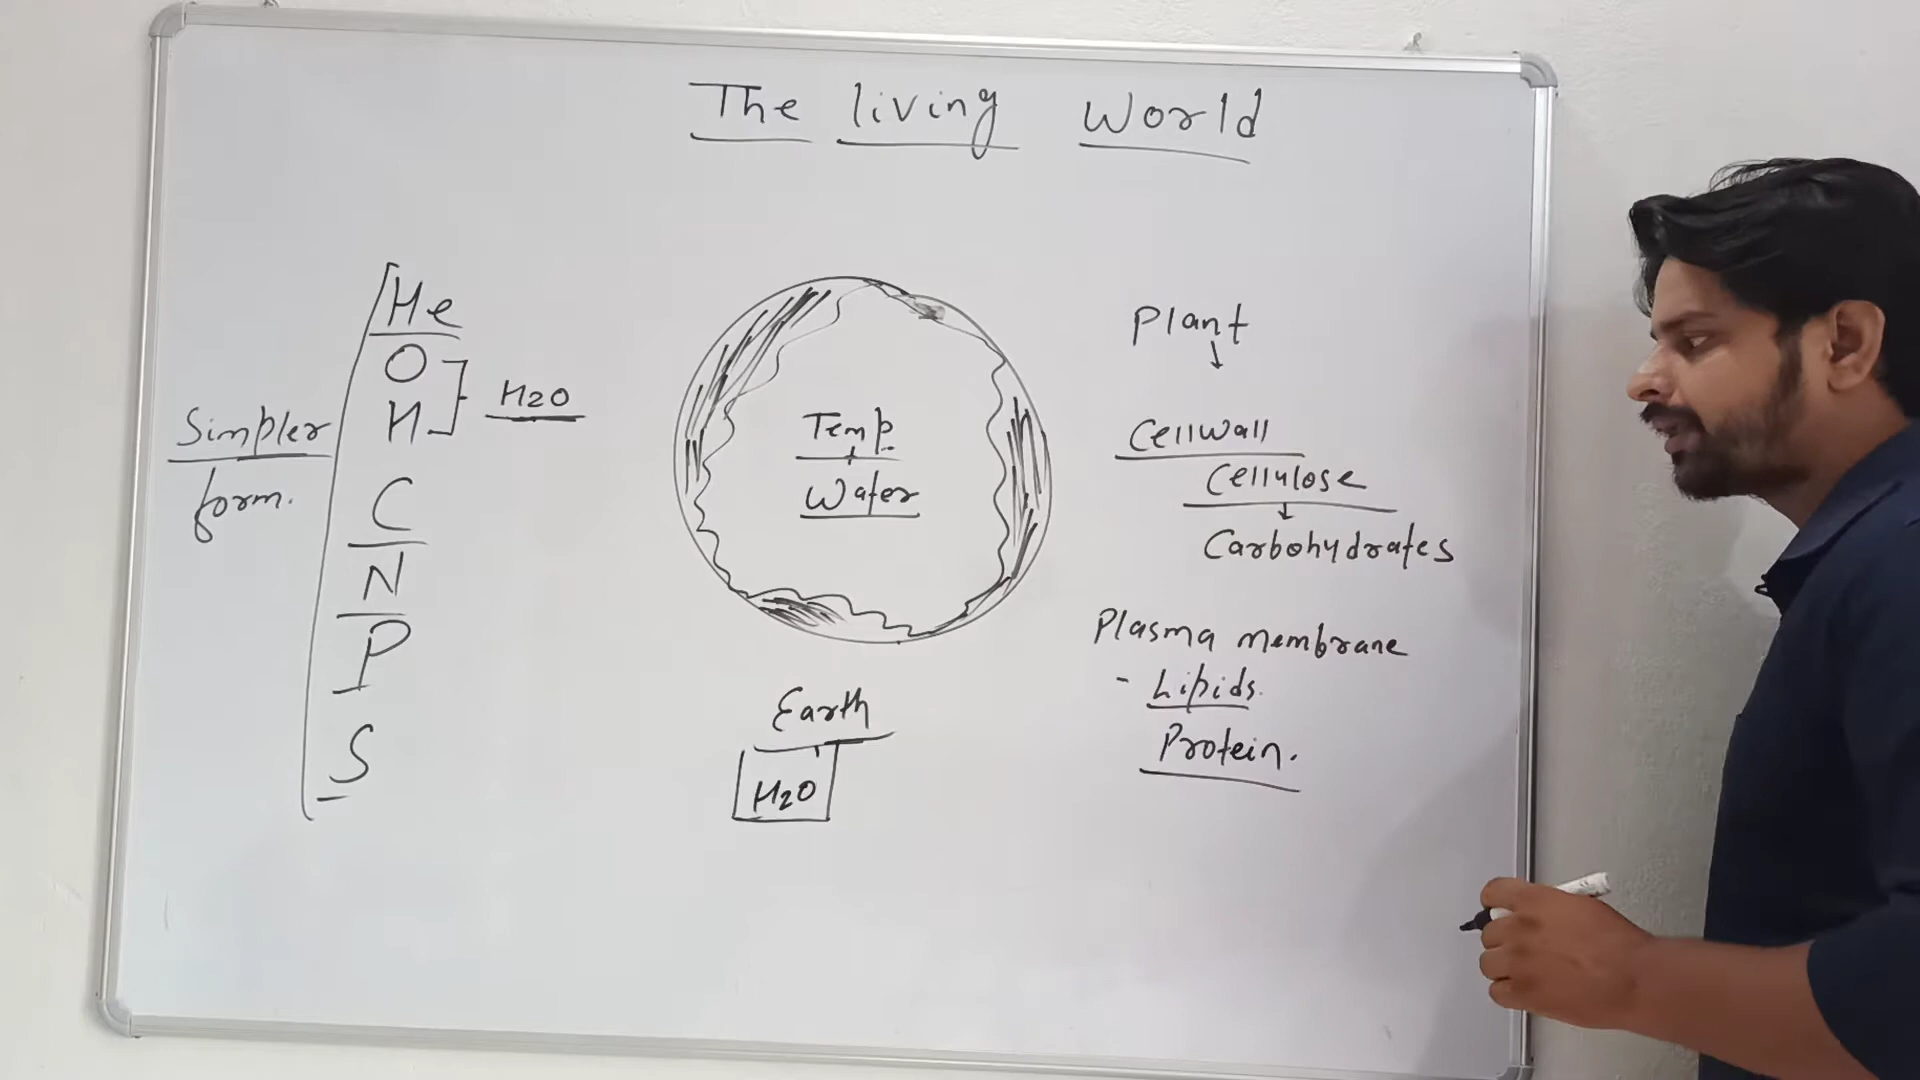 The living World
He
O
H
H2O
Simpler
form.
C
N
P
S
Temp
Water
Earth
H2O
Plant
Cellwall
Cellulose
Carbohydrates
Plasma membrane
- Lipids.
Protein.